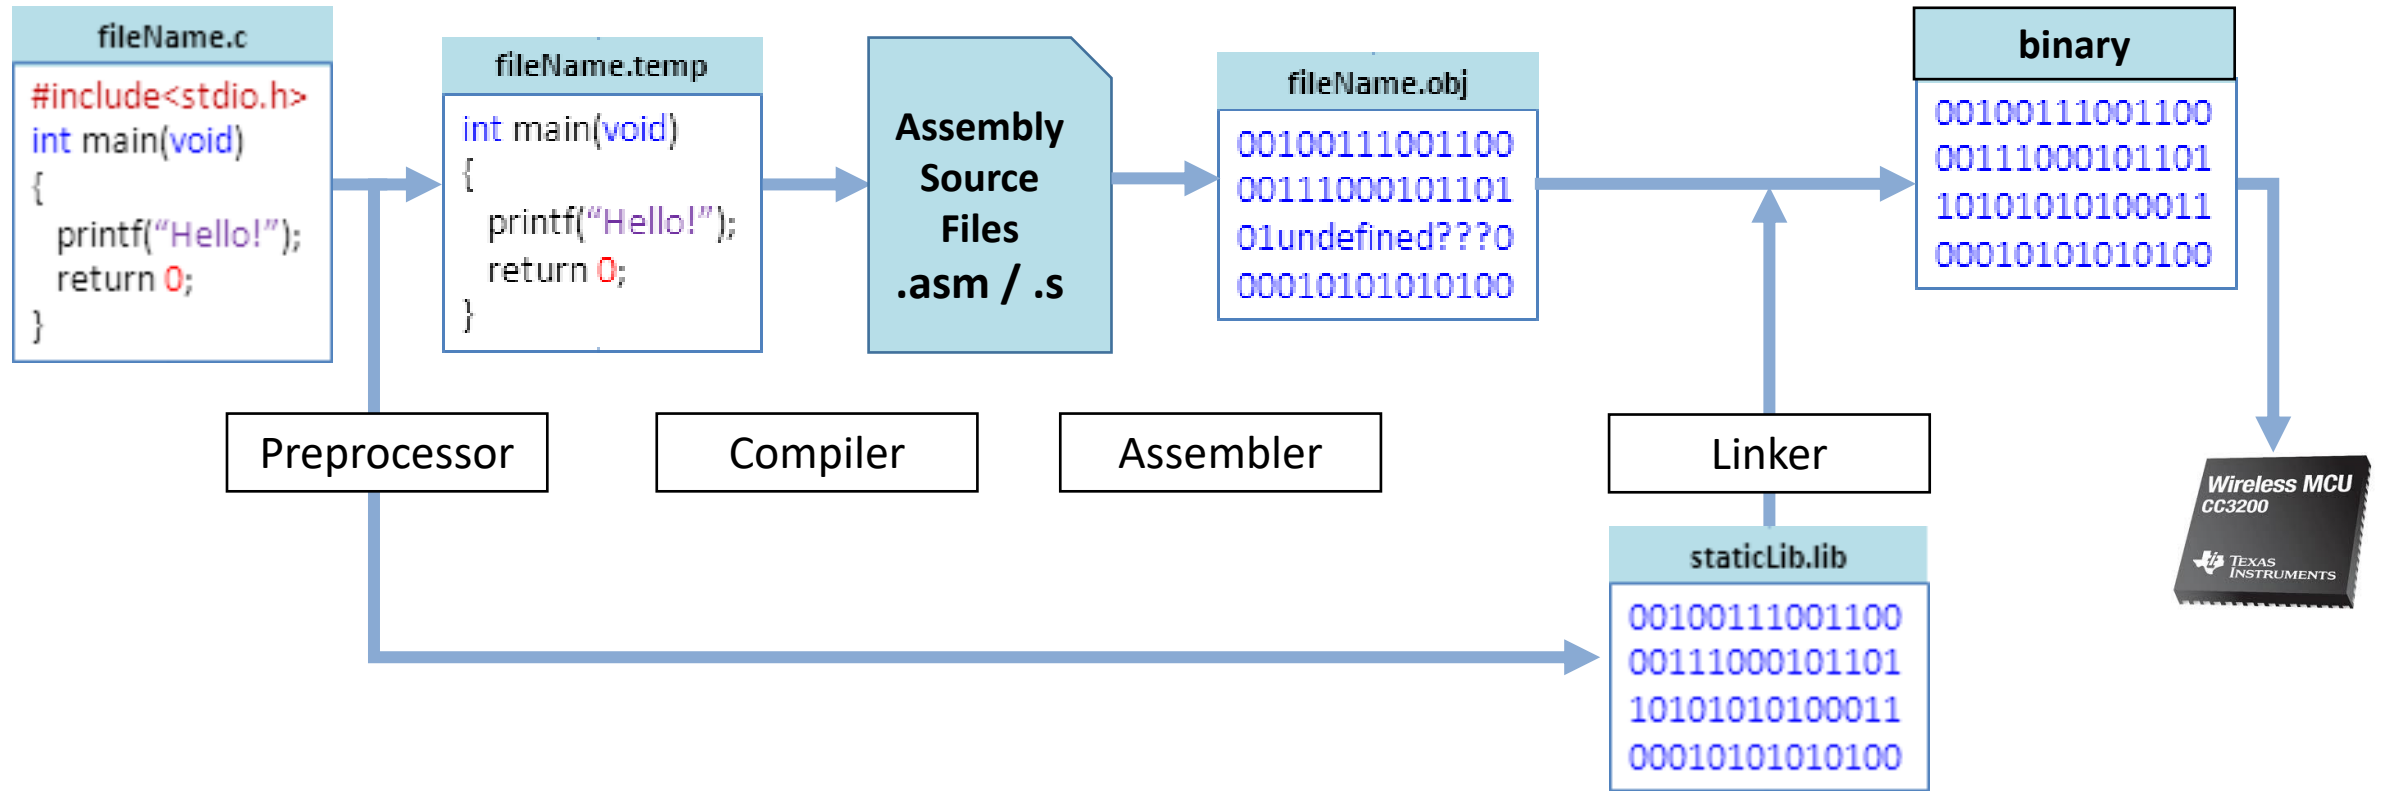 fileName.c
#include<stdio.h>
int main(void)
{
printf(“Hello!”);
return 0;
}
fileName.temp
int main(void)
{
printf(“Hello!”);
return 0;
}
Assembly
Source
Files
.asm / .s
fileName.obj
00100111001100
00111000101101
01undefined???0
00010101010100
binary
00100111001100
00111000101101
10101010100011
00010101010100
Preprocessor
Compiler
Assembler
Linker
Wireless MCU
CC3200
TEXAS
INSTRUMENTS
staticLib.lib
00100111001100
00111000101101
10101010100011
00010101010100